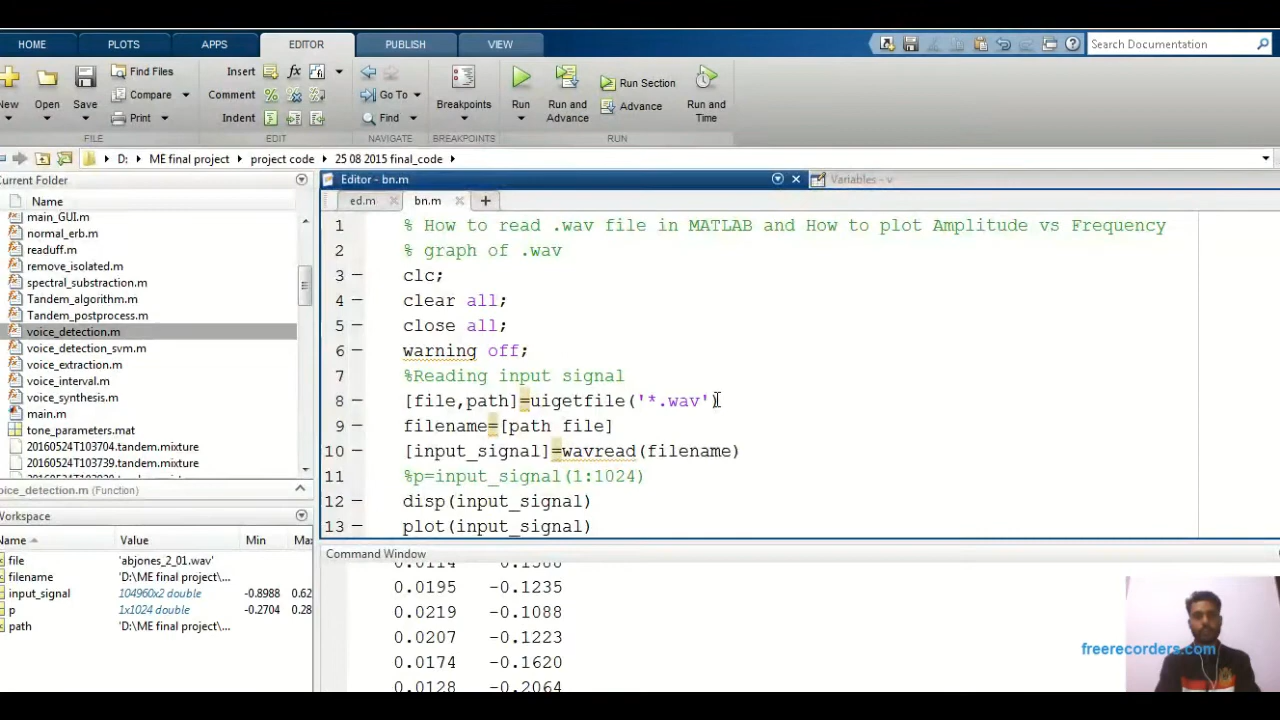 HOME PLOTS APPS EDITOR PUBLISH VIEW Search Documentation
New Open Save Find Files Compare Print FILE
Insert fx Comment Indent EDIT
Go To Find NAVIGATE
Breakpoints BREAKPOINTS
Run Run and Advance Run Section Advance Run and Time RUN
D: ME final project project code 25 08 2015 final_code
Current Folder
Name
main_GUI.m
normal_erb.m
readuff.m
remove_isolated.m
spectral_substraction.m
Tandem_algorithm.m
Tandem_postprocess.m
voice_detection.m
voice_detection_svm.m
voice_extraction.m
voice_interval.m
voice_synthesis.m
main.m
tone_parameters.mat
20160524T103704.tandem.mixture
20160524T103739.tandem.mixture
oice_detection.m (Function)
Workspace
Name Value Min Max
file 'abjones_2_01.wav'
filename 'D:\ME final project\...
input_signal 104960x2 double -0.8988 0.62
p 1x1024 double -0.2704 0.28
path 'D:\ME final project\...
Editor - bn.m Variables - v
ed.m bn.m +
1 % How to read .wav file in MATLAB and How to plot Amplitude vs Frequency
2 % graph of .wav
3 clc;
4 clear all;
5 close all;
6 warning off;
7 %Reading input signal
8 [file,path]=uigetfile('*.wav')
9 filename=[path file]
10 [input_signal]=wavread(filename)
11 %p=input_signal(1:1024)
12 disp(input_signal)
13 plot(input_signal)
Command Window
0.0195 -0.1235
0.0219 -0.1088
0.0207 -0.1223
0.0174 -0.1620
0.0128 -0.2064
freerecorders.com